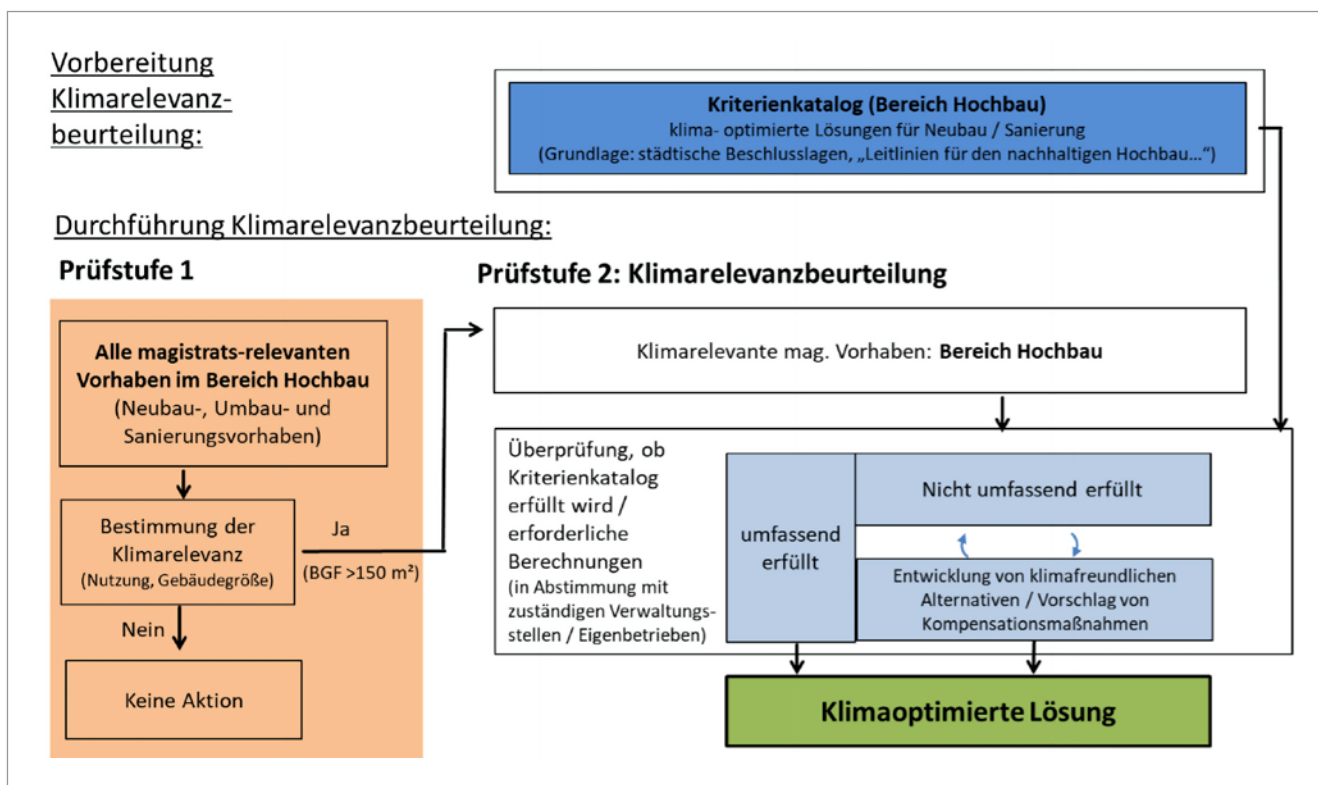 Vorbereitung
Klimarelevanz-
beurteilung:
Kriterienkatalog (Bereich Hochbau)
klima- optimierte Lösungen für Neubau / Sanierung
(Grundlage: städtische Beschlusslagen, „Leitlinien für den nachhaltigen Hochbau...“)
Durchführung Klimarelevanzbeurteilung:
Prüfstufe 1
Alle magistrats-relevanten
Vorhaben im Bereich Hochbau
(Neubau-, Umbau- und
Sanierungsvorhaben)
Bestimmung der
Klimarelevanz
(Nutzung, Gebäudegröße)
Ja
(BGF >150 m²)
Nein
Keine Aktion
Prüfstufe 2: Klimarelevanzbeurteilung
Klimarelevante mag. Vorhaben: Bereich Hochbau
Überprüfung, ob
Kriterienkatalog
erfüllt wird /
erforderliche
Berechnungen
(in Abstimmung mit
zuständigen Verwaltungs-
stellen / Eigenbetrieben)
umfassend
erfüllt
Nicht umfassend erfüllt
Entwicklung von klimafreundlichen
Alternativen / Vorschlag von
Kompensationsmaßnahmen
Klimaoptimierte Lösung